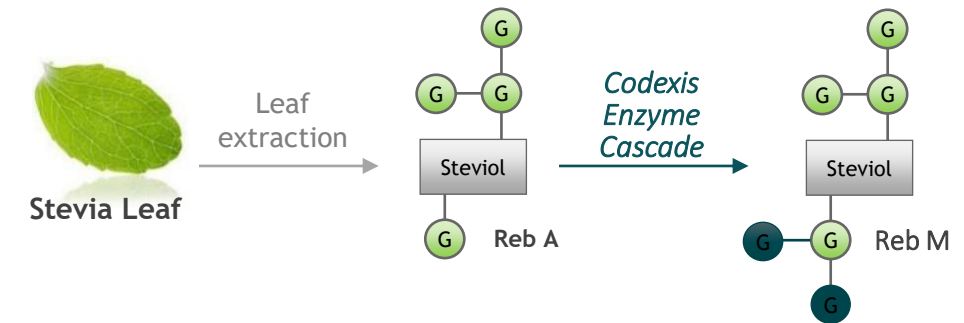 Stevia Leaf
Leaf
extraction
G
G G
Steviol
G
Reb A
Codexis
Enzyme
Cascade
G
G G
Steviol
G G
Reb M
G